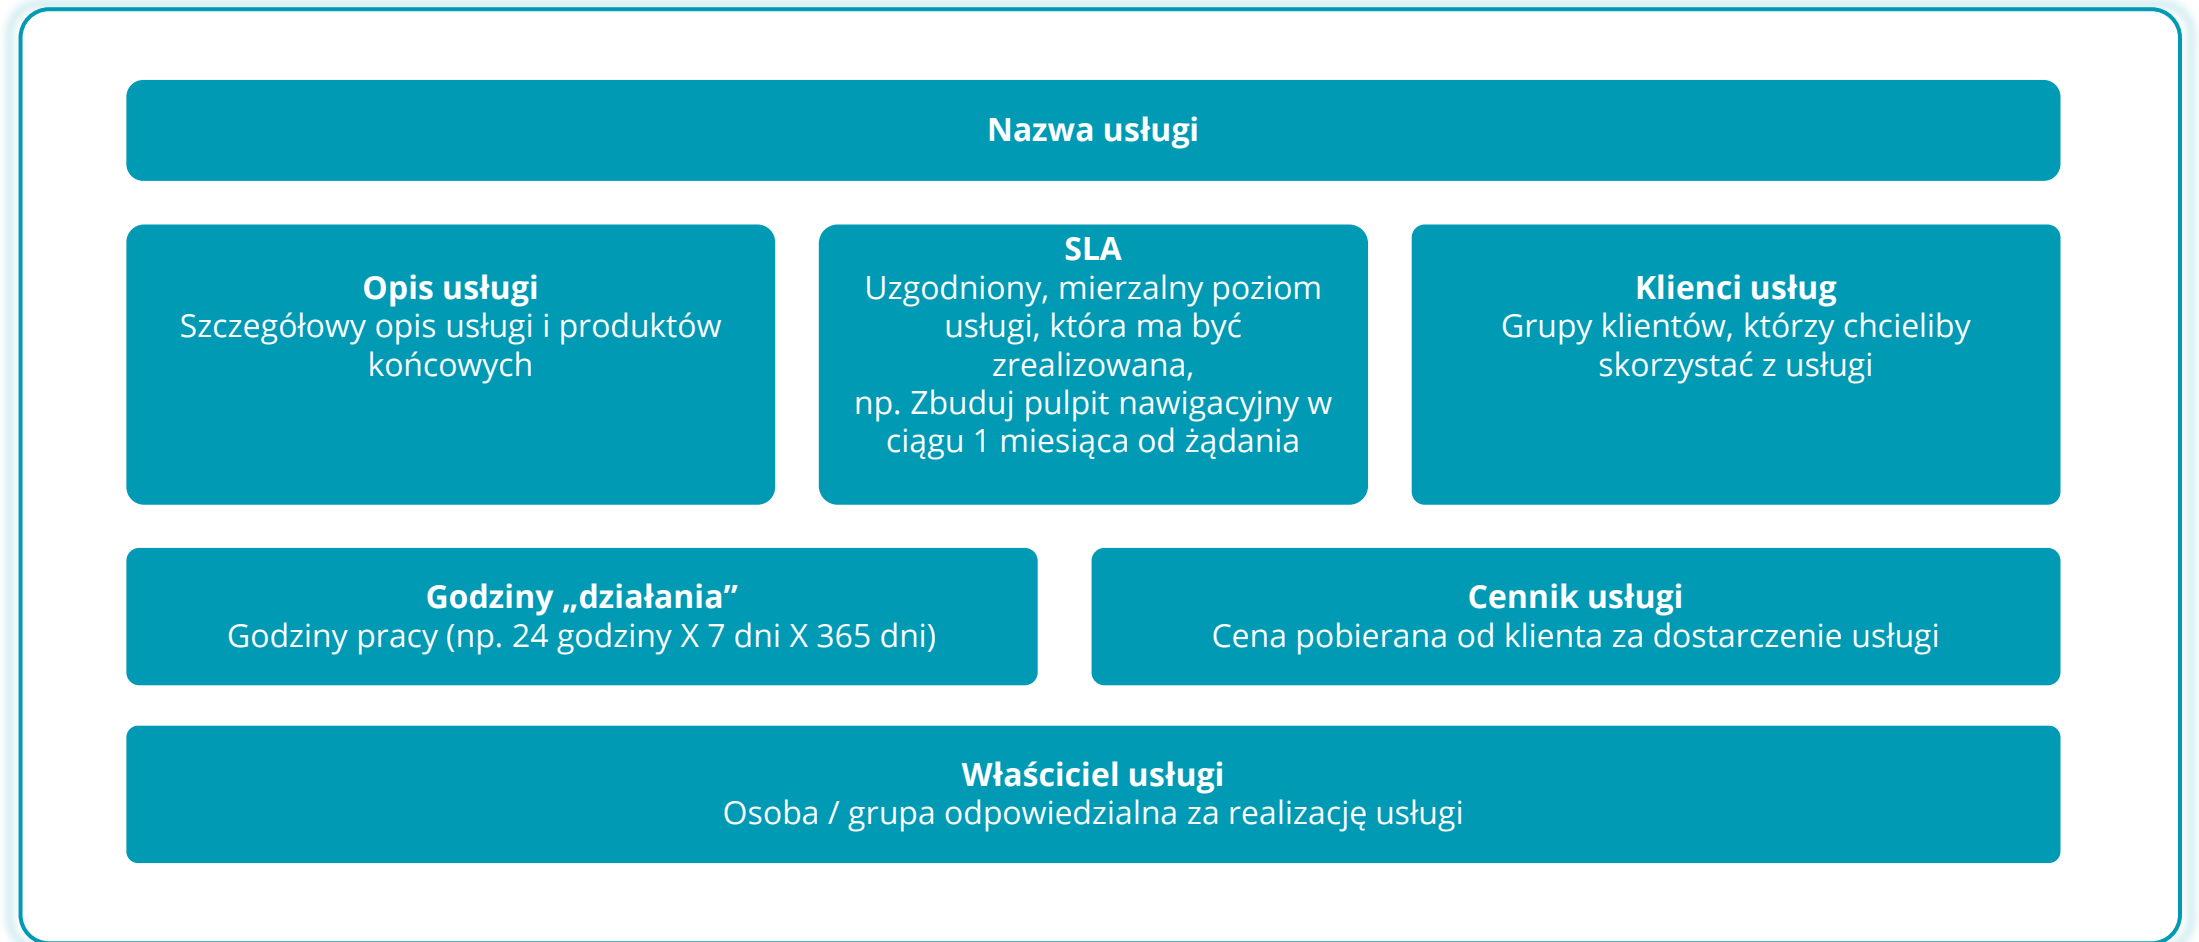 Nazwa usługi
Opis usługi
Szczegółowy opis usługi i produktów
końcowych
SLA
Uzgodniony, mierzalny poziom
usługi, która ma być
zrealizowana,
np. Zbuduj pulpit nawigacyjny w
ciągu 1 miesiąca od żądania
Klienci usług
Grupy klientów, którzy chcieliby
skorzystać z usługi
Godziny „działania”
Godziny pracy (np. 24 godziny X 7 dni X 365 dni)
Cennik usługi
Cena pobierana od klienta za dostarczenie usługi
Właściciel usługi
Osoba / grupa odpowiedzialna za realizację usługi